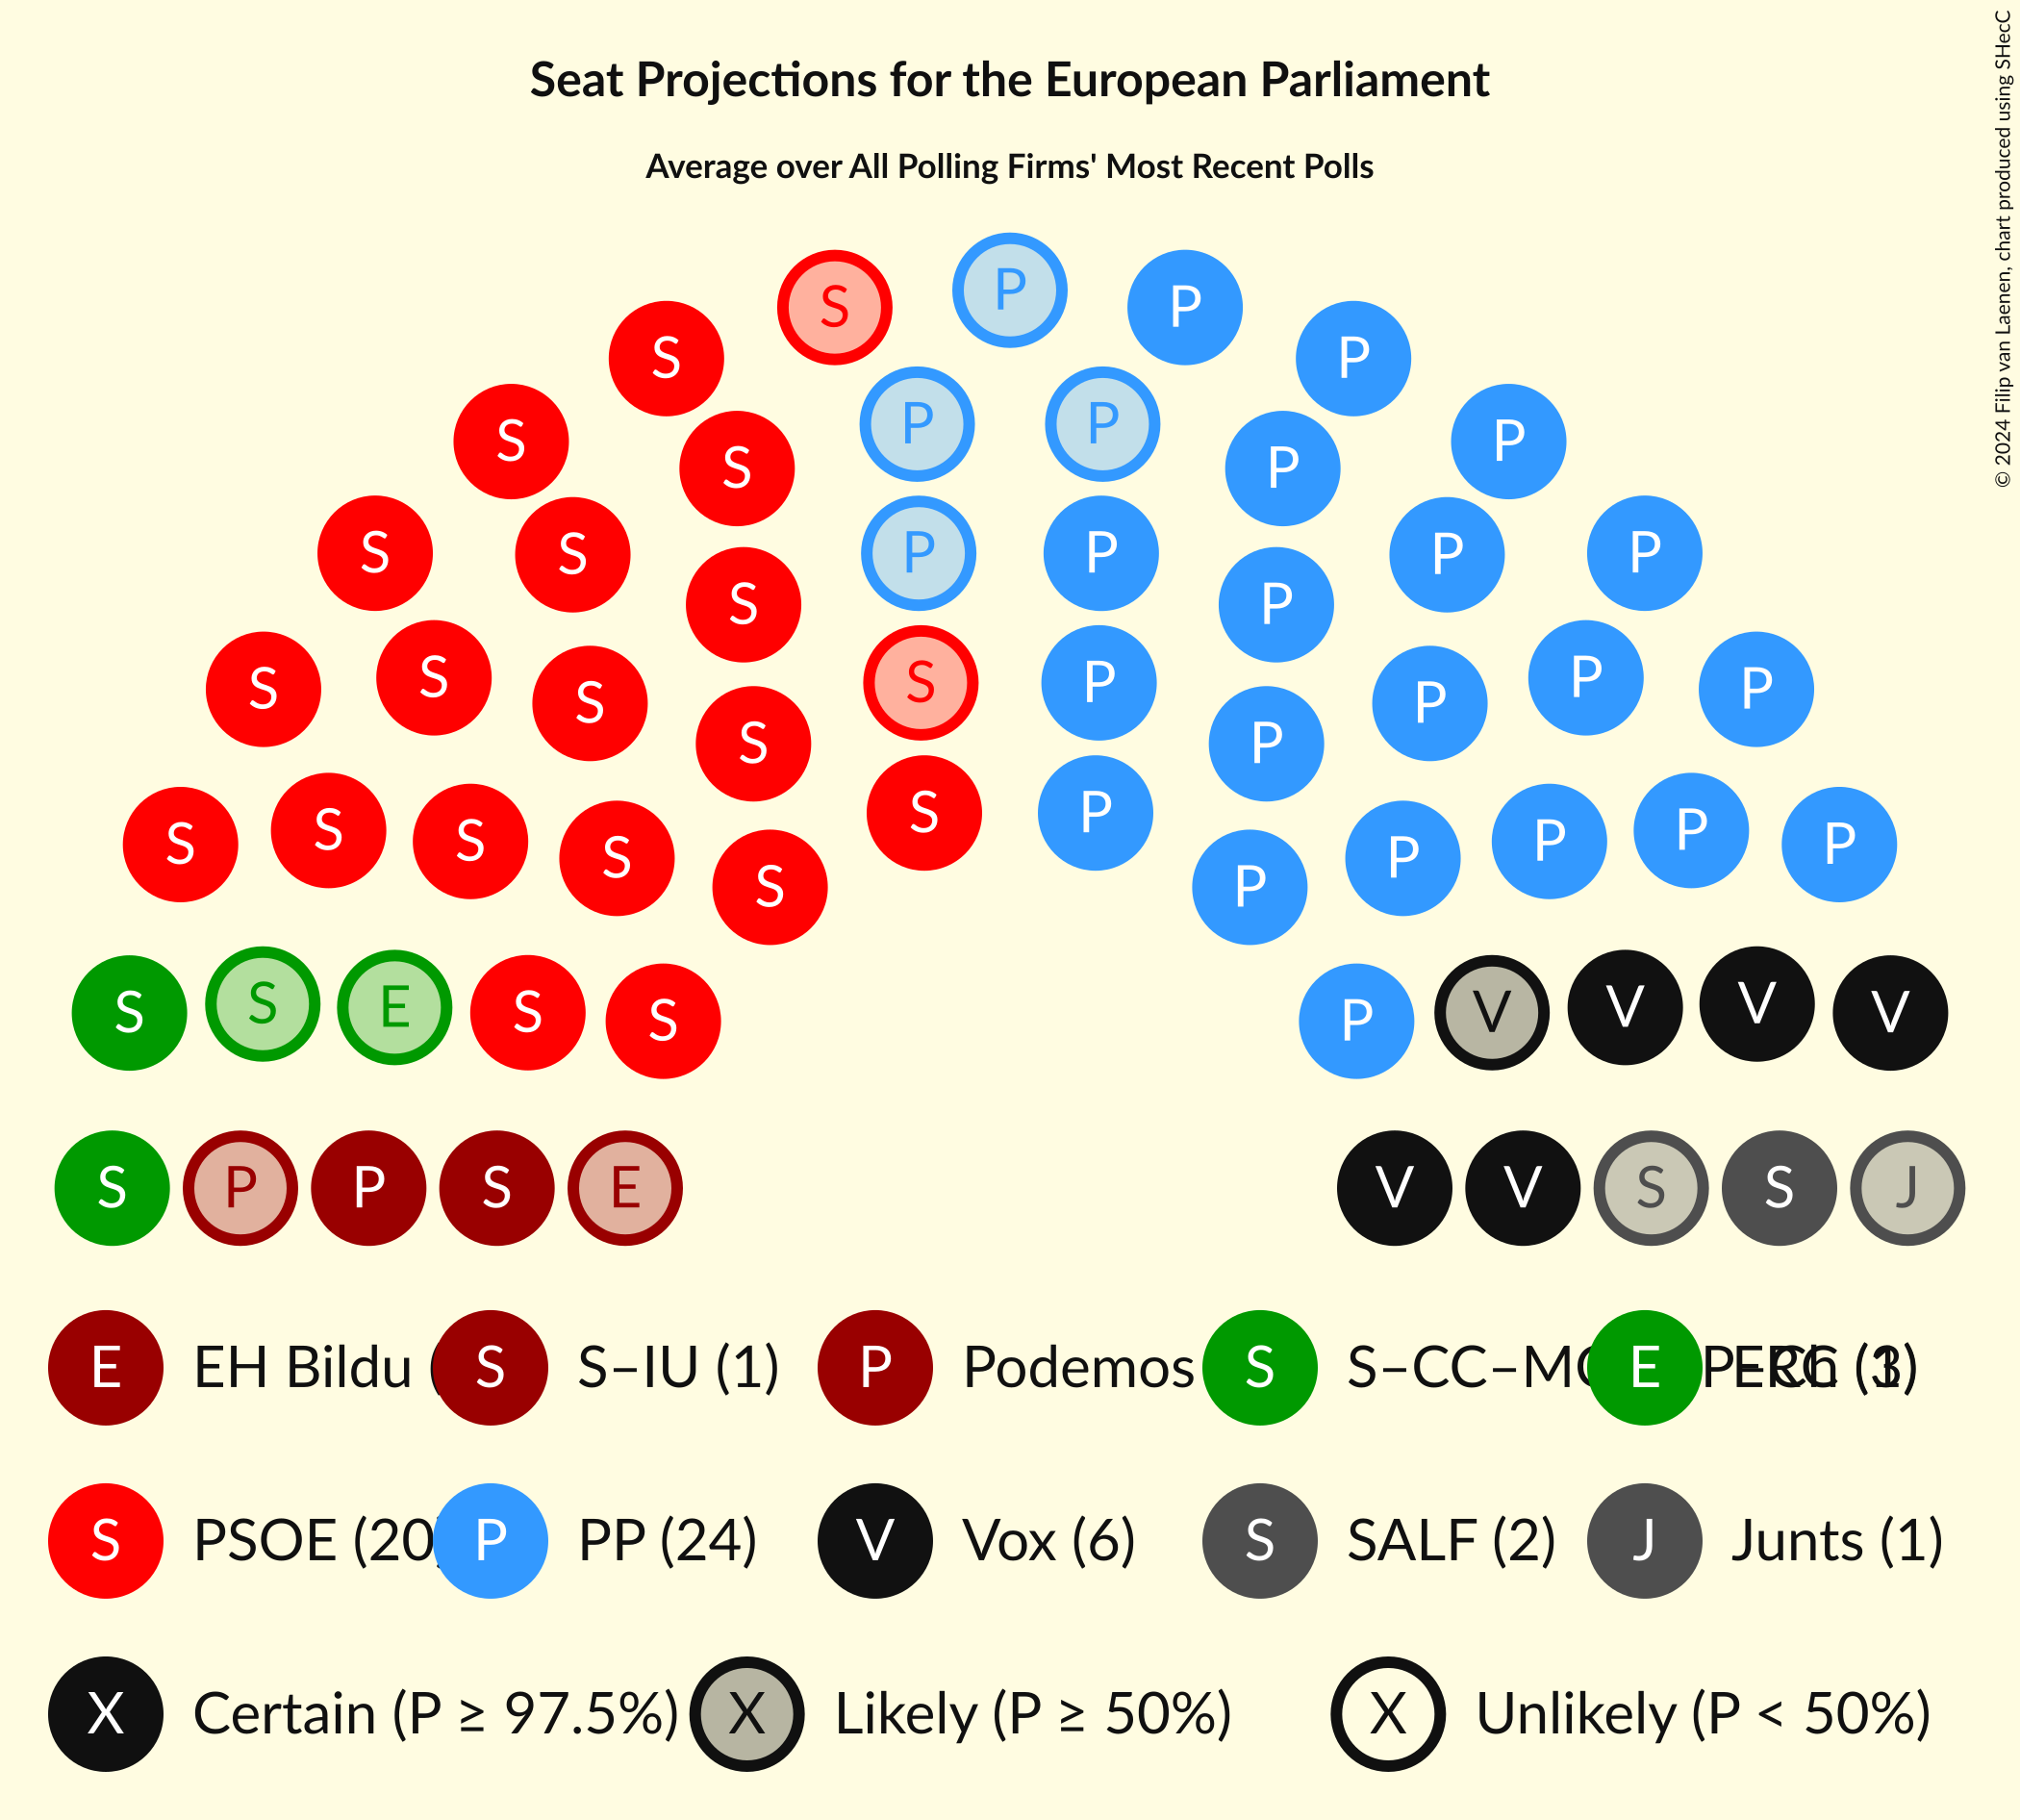 Seat Projections for the European Parliament
Average over All Polling Firms' Most Recent Polls
© 2024 Filip van Laenen, chart produced using SHecC
P
S P P
S P
P P
S P
S P
S P
P P
S S P P
S P
S P
S S P P
S S P P
S S P P
S P
S S S P P P
S P
S S P P
S P
S S E S S P V V V V
S P P S E V V S S J
E EH Bildu S S–IU (1) P Podemos S S–CC–M E ERC (1)
S PSOE (20 P PP (24) V Vox (6) S SALF (2) J Junts (1)
X Certain (P ≥ 97.5%) X Likely (P ≥ 50%) X Unlikely (P < 50%)